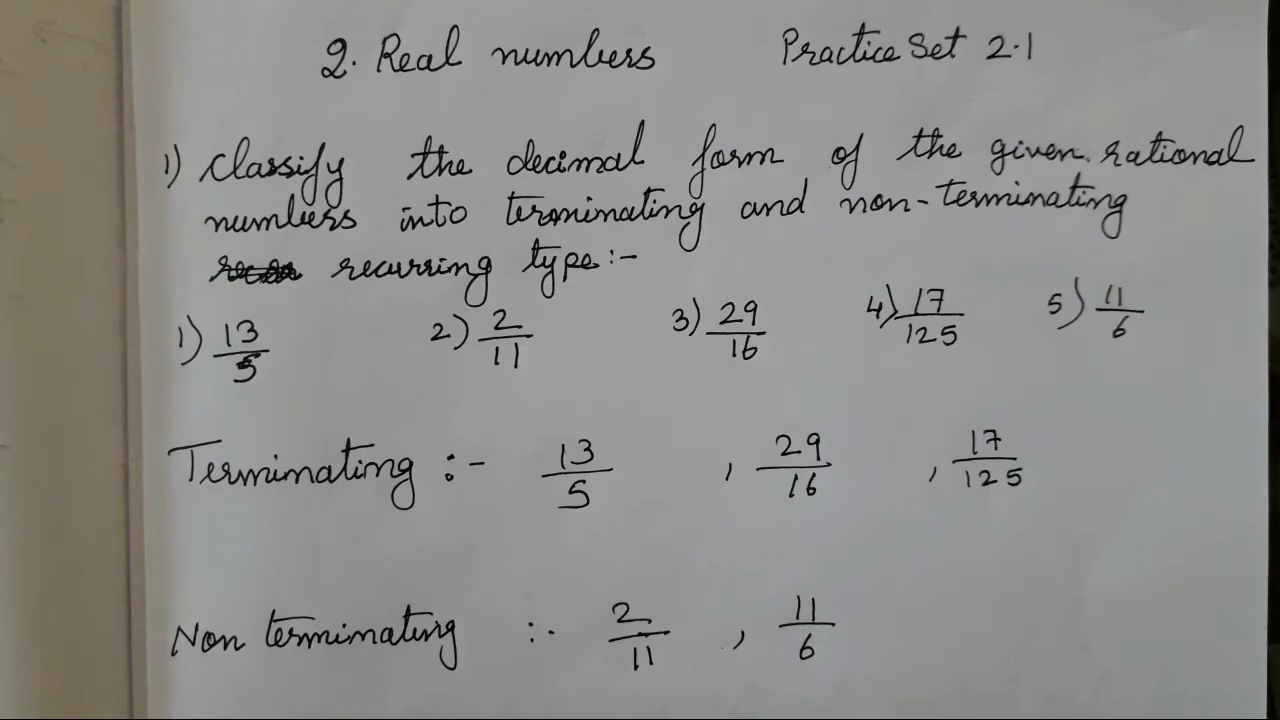 2. Real numbers Practice Set 2.1
1) Classify the decimal form of the given rational
numbers into terminating and non-terminating
recurring type:-
1) 13/5 2) 2/11 3) 29/16 4) 17/125 5) 11/6
Terminating :- 13/5 , 29/16 , 17/125
Non terminating :- 2/11 , 11/6